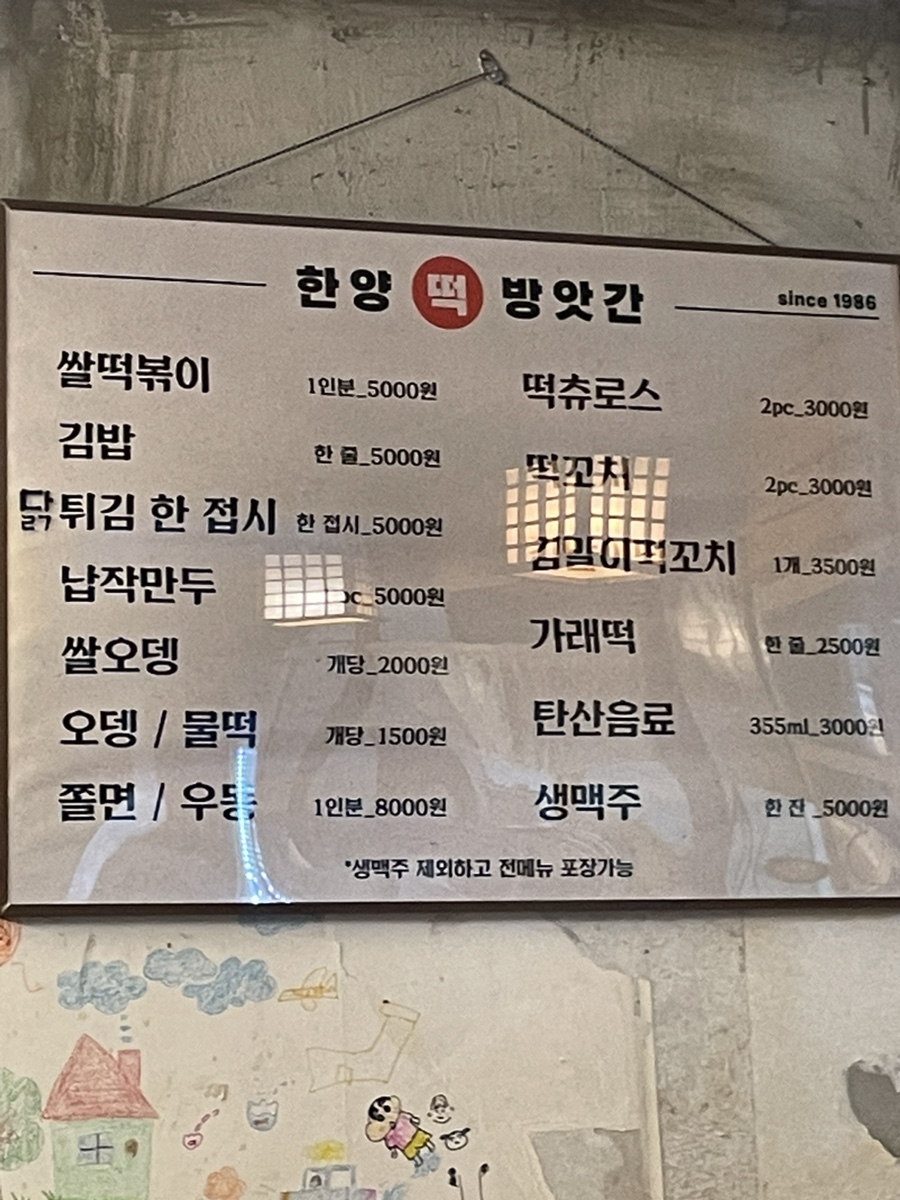 한양 떡 방앗간
since 1986
쌀떡볶이 1인분_5000원
김밥 한 줄_5000원
닭튀김 한 접시 한 접시_5000원
납작만두 pc_5000원
쌀오뎅 개당_2000원
오뎅 / 물떡 개당_1500원
쫄면 / 우동 1인분_8000원
떡츄로스 2pc_3000원
떡꼬치 2pc_3000원
김말이떡꼬치 1개_3500원
가래떡 한 줄_2500원
탄산음료 355ml_3000원
생맥주 한 잔_5000원
*생맥주 제외하고 전메뉴 포장가능